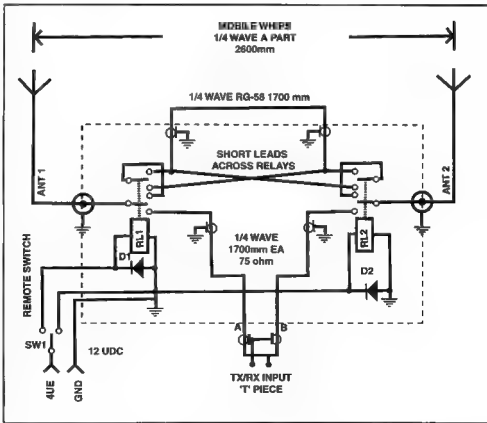 MOBILE WHIPS
1/4 WAVE A PART
2600mm
1/4 WAVE RG-58 1700 mm
SHORT LEADS
ACROSS RELAYS
ANT 1
ANT 2
RL1
RL2
1/4 WAVE
1700mm EA
75 ohm
D1
D2
REMOTE SWITCH
A
B
SW1
12 UDC
4UE
GND
TX/RX INPUT
'T' PIECE